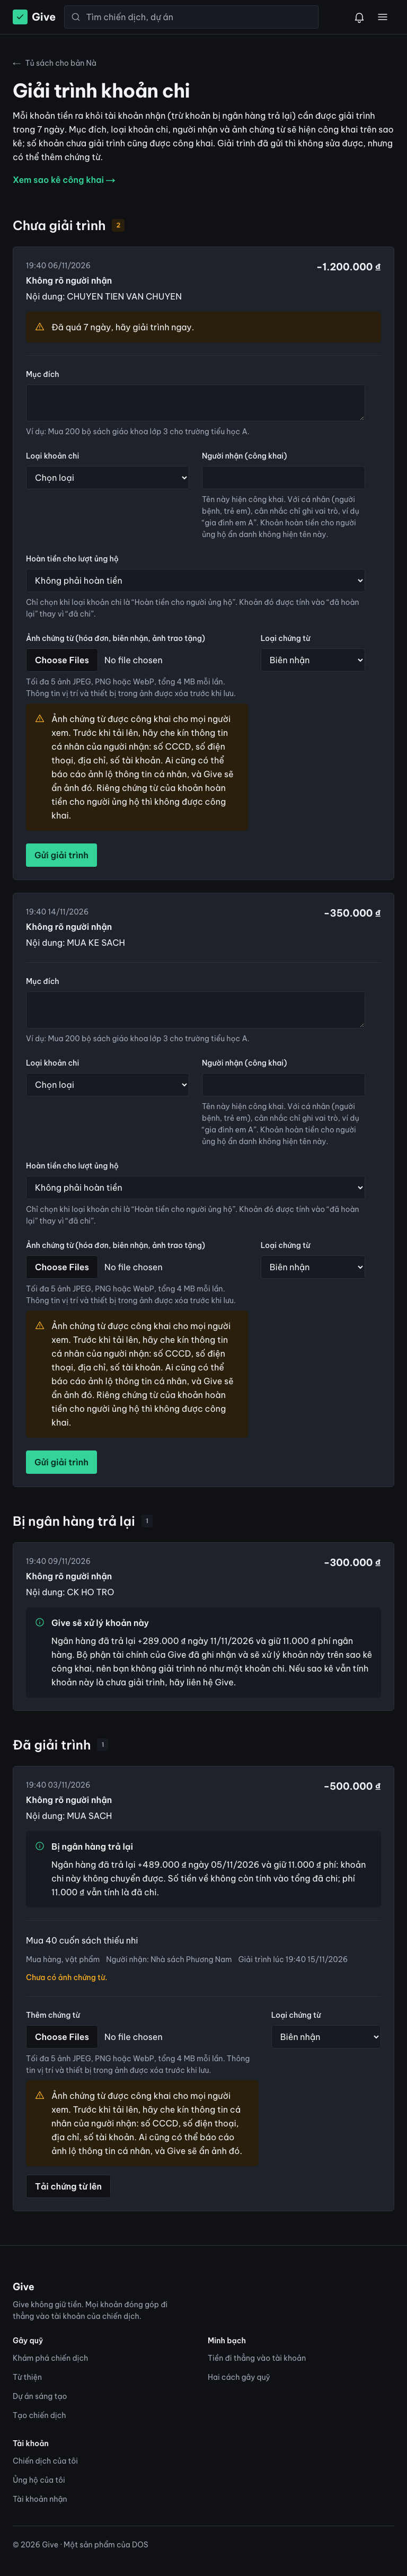 Give
Tìm chiến dịch, dự án
← Tủ sách cho bản Nà
Giải trình khoản chi
Mỗi khoản tiền ra khỏi tài khoản nhận (trừ khoản bị ngân hàng trả lại) cần được giải trình
trong 7 ngày. Mục đích, loại khoản chi, người nhận và ảnh chứng từ sẽ hiện công khai trên sao
kê; số khoản chưa giải trình cũng được công khai. Giải trình đã gửi thì không sửa được, nhưng
có thể thêm chứng từ.
Xem sao kê công khai →
Chưa giải trình 2
19:40 06/11/2026
-1.200.000 ₫
Không rõ người nhận
Nội dung: CHUYEN TIEN VAN CHUYEN
Đã quá 7 ngày, hãy giải trình ngay.
Mục đích
Ví dụ: Mua 200 bộ sách giáo khoa lớp 3 cho trường tiểu học A.
Loại khoản chi
Người nhận (công khai)
Chọn loại
Tên này hiện công khai. Với cá nhân (người
bệnh, trẻ em), cân nhắc chỉ ghi vai trò, ví dụ
“gia đình em A”. Khoản hoàn tiền cho người
ủng hộ ẩn danh không hiện tên này.
Hoàn tiền cho lượt ủng hộ
Không phải hoàn tiền
Chỉ chọn khi loại khoản chi là “Hoàn tiền cho người ủng hộ”. Khoản đó được tính vào “đã hoàn
lại” thay vì “đã chi”.
Ảnh chứng từ (hóa đơn, biên nhận, ảnh trao tặng)
Loại chứng từ
Choose Files No file chosen
Biên nhận
Tối đa 5 ảnh JPEG, PNG hoặc WebP, tổng 4 MB mỗi lần.
Thông tin vị trí và thiết bị trong ảnh được xóa trước khi lưu.
Ảnh chứng từ được công khai cho mọi người
xem. Trước khi tải lên, hãy che kín thông tin
cá nhân của người nhận: số CCCD, số điện
thoại, địa chỉ, số tài khoản. Ai cũng có thể
báo cáo ảnh lộ thông tin cá nhân, và Give sẽ
ẩn ảnh đó. Riêng chứng từ của khoản hoàn
tiền cho người ủng hộ thì không được công
khai.
Gửi giải trình
19:40 14/11/2026
-350.000 ₫
Không rõ người nhận
Nội dung: MUA KE SACH
Mục đích
Ví dụ: Mua 200 bộ sách giáo khoa lớp 3 cho trường tiểu học A.
Loại khoản chi
Người nhận (công khai)
Chọn loại
Tên này hiện công khai. Với cá nhân (người
bệnh, trẻ em), cân nhắc chỉ ghi vai trò, ví dụ
“gia đình em A”. Khoản hoàn tiền cho người
ủng hộ ẩn danh không hiện tên này.
Hoàn tiền cho lượt ủng hộ
Không phải hoàn tiền
Chỉ chọn khi loại khoản chi là “Hoàn tiền cho người ủng hộ”. Khoản đó được tính vào “đã hoàn
lại” thay vì “đã chi”.
Ảnh chứng từ (hóa đơn, biên nhận, ảnh trao tặng)
Loại chứng từ
Choose Files No file chosen
Biên nhận
Tối đa 5 ảnh JPEG, PNG hoặc WebP, tổng 4 MB mỗi lần.
Thông tin vị trí và thiết bị trong ảnh được xóa trước khi lưu.
Ảnh chứng từ được công khai cho mọi người
xem. Trước khi tải lên, hãy che kín thông tin
cá nhân của người nhận: số CCCD, số điện
thoại, địa chỉ, số tài khoản. Ai cũng có thể
báo cáo ảnh lộ thông tin cá nhân, và Give sẽ
ẩn ảnh đó. Riêng chứng từ của khoản hoàn
tiền cho người ủng hộ thì không được công
khai.
Gửi giải trình
Bị ngân hàng trả lại 1
19:40 09/11/2026
-300.000 ₫
Không rõ người nhận
Nội dung: CK HO TRO
Give sẽ xử lý khoản này
Ngân hàng đã trả lại +289.000 ₫ ngày 11/11/2026 và giữ 11.000 ₫ phí ngân
hàng. Bộ phận tài chính của Give đã ghi nhận và sẽ xử lý khoản này trên sao kê
công khai, nên bạn không giải trình nó như một khoản chi. Nếu sao kê vẫn tính
khoản này là chưa giải trình, hãy liên hệ Give.
Đã giải trình 1
19:40 03/11/2026
-500.000 ₫
Không rõ người nhận
Nội dung: MUA SACH
Bị ngân hàng trả lại
Ngân hàng đã trả lại +489.000 ₫ ngày 05/11/2026 và giữ 11.000 ₫ phí: khoản
chi này không chuyển được. Số tiền về không còn tính vào tổng đã chi; phí
11.000 ₫ vẫn tính là đã chi.
Mua 40 cuốn sách thiếu nhi
Mua hàng, vật phẩm Người nhận: Nhà sách Phương Nam Giải trình lúc 19:40 15/11/2026
Chưa có ảnh chứng từ.
Thêm chứng từ
Loại chứng từ
Choose Files No file chosen
Biên nhận
Tối đa 5 ảnh JPEG, PNG hoặc WebP, tổng 4 MB mỗi lần. Thông
tin vị trí và thiết bị trong ảnh được xóa trước khi lưu.
Ảnh chứng từ được công khai cho mọi người xem.
Trước khi tải lên, hãy che kín thông tin cá
nhân của người nhận: số CCCD, số điện thoại,
địa chỉ, số tài khoản. Ai cũng có thể báo cáo
ảnh lộ thông tin cá nhân, và Give sẽ ẩn ảnh đó.
Tải chứng từ lên
Give
Give không giữ tiền. Mọi khoản đóng góp đi
thẳng vào tài khoản của chiến dịch.
Gây quỹ
Minh bạch
Khám phá chiến dịch
Tiền đi thẳng vào tài khoản
Từ thiện
Hai cách gây quỹ
Dự án sáng tạo
Tạo chiến dịch
Tài khoản
Chiến dịch của tôi
Ủng hộ của tôi
Tài khoản nhận
© 2026 Give · Một sản phẩm của DOS